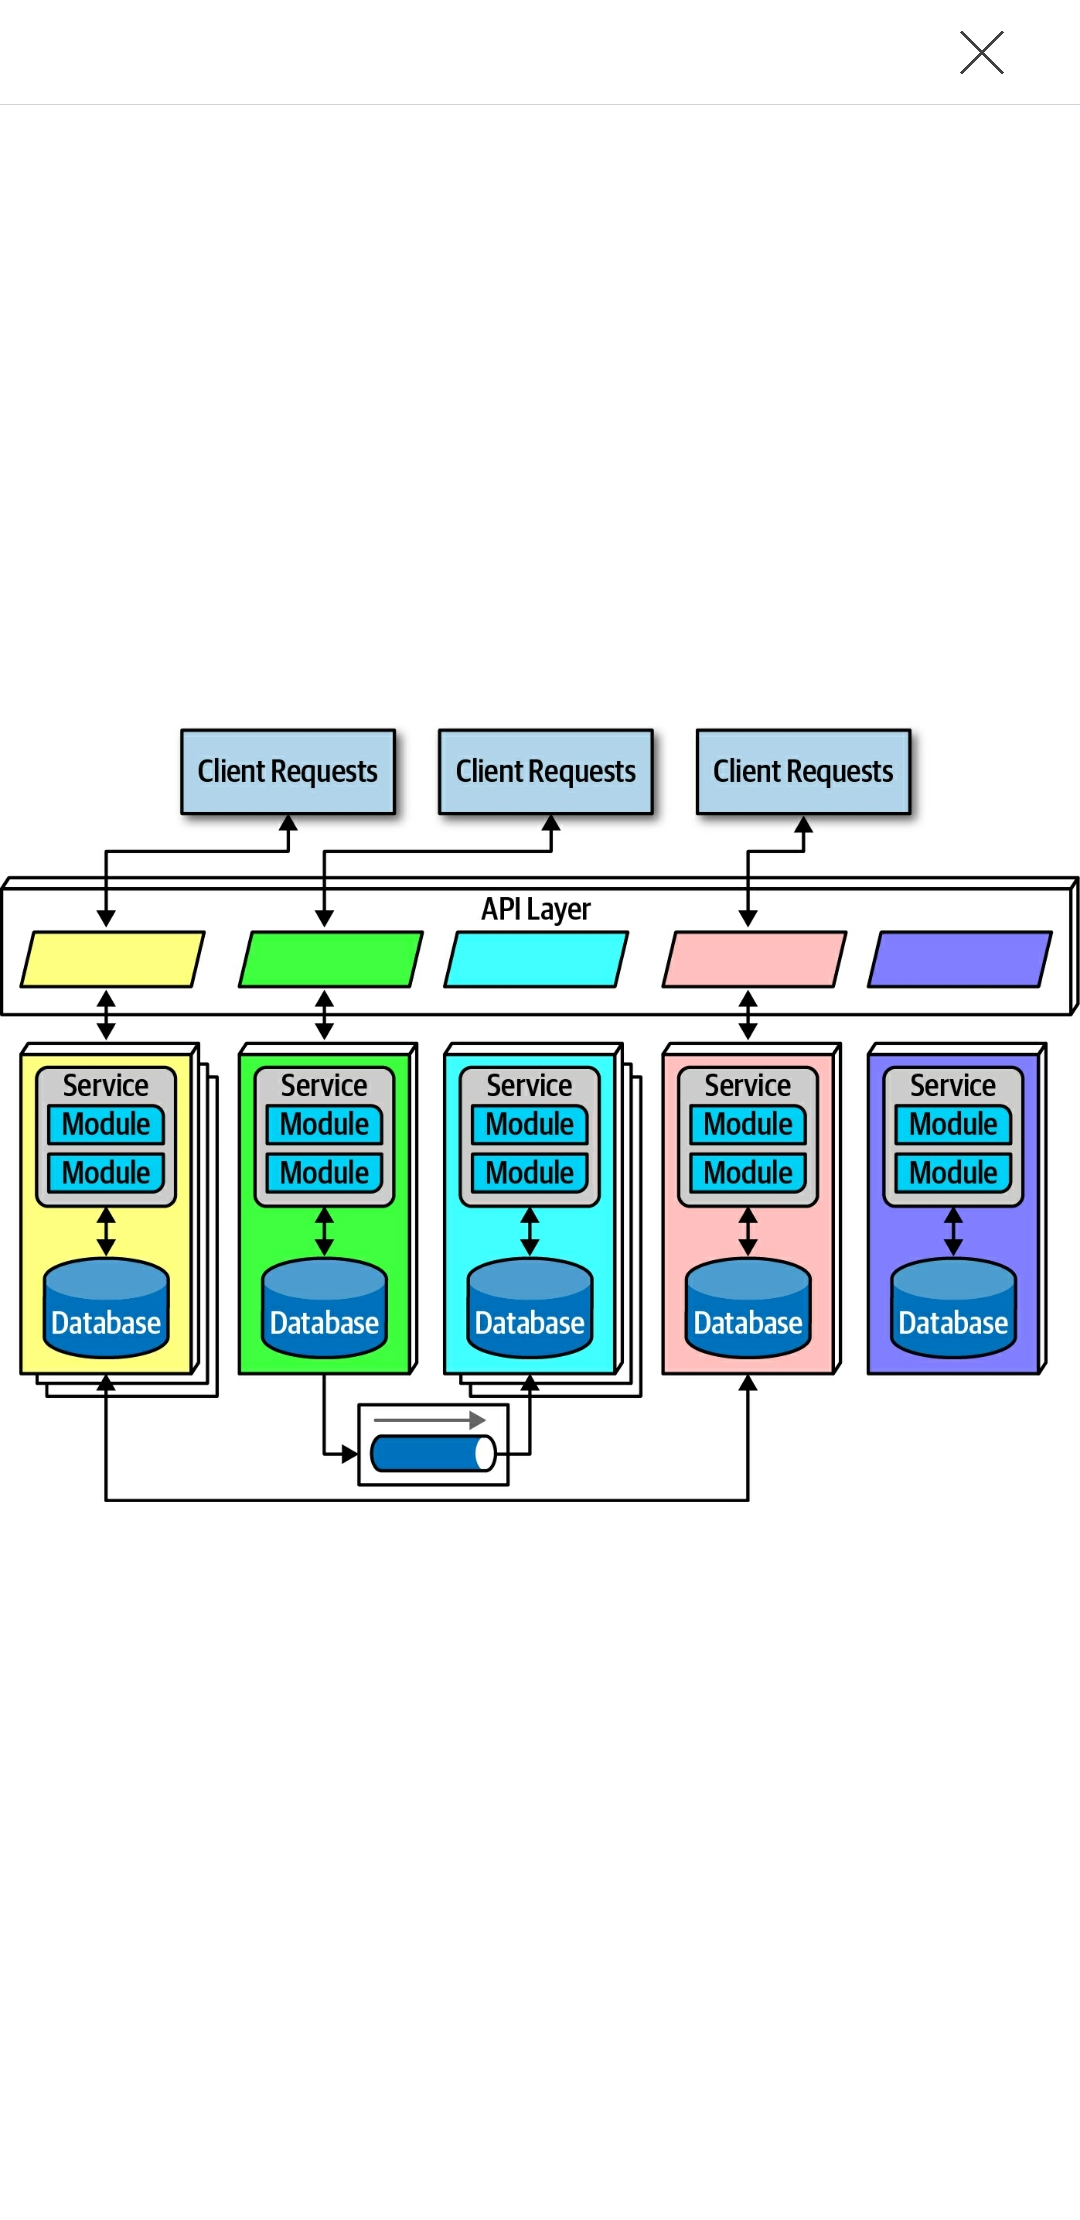 Client Requests
Client Requests
Client Requests
API Layer
Service
Module
Module
Database
Service
Module
Module
Database
Service
Module
Module
Database
Service
Module
Module
Database
Service
Module
Module
Database